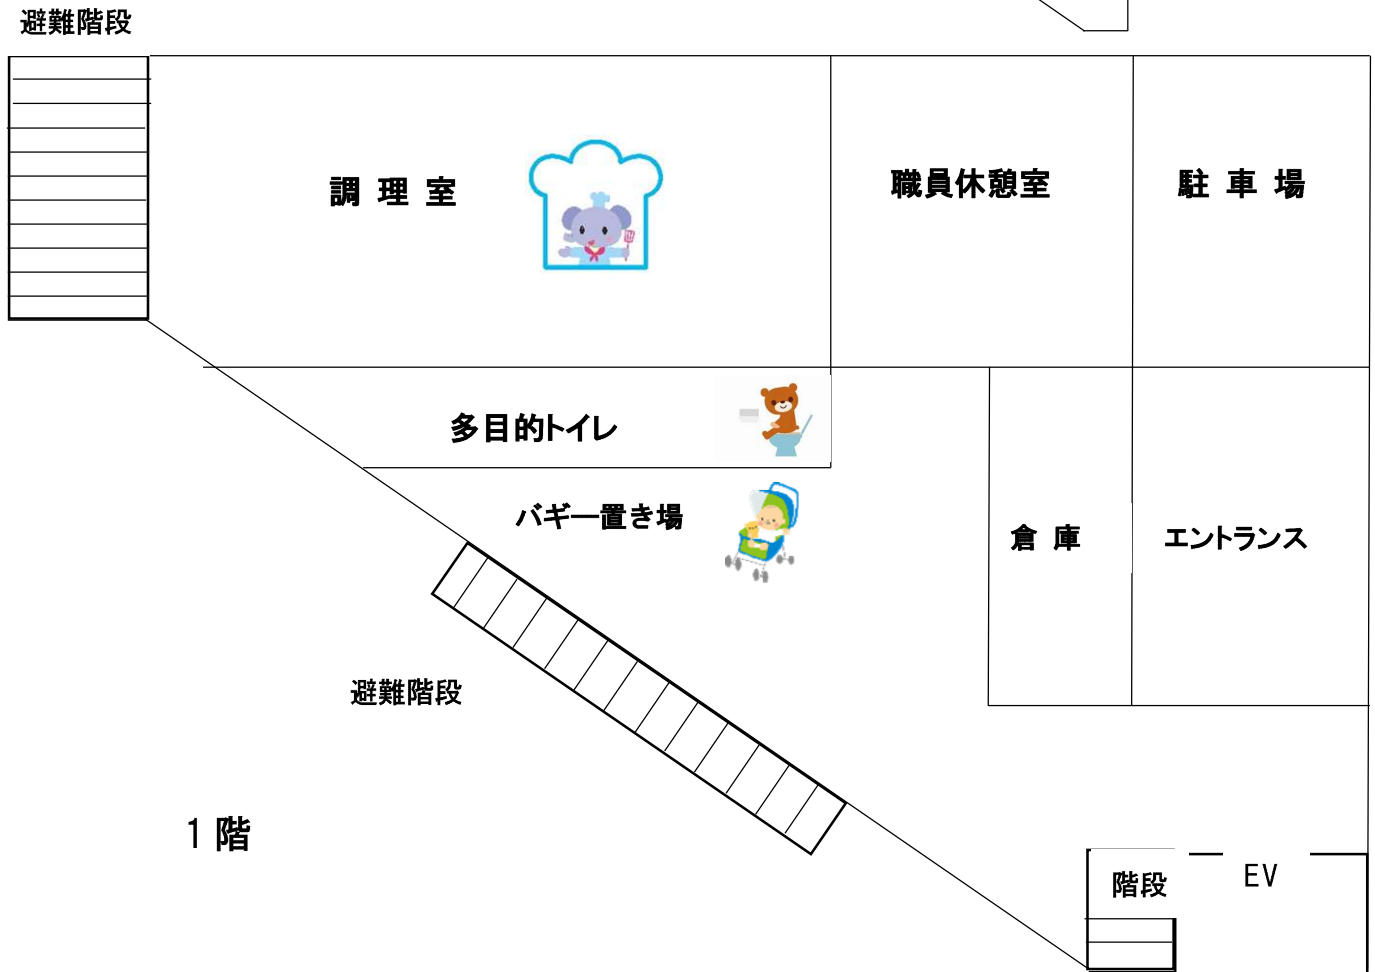 避難階段
調 理 室
職員休憩室
駐 車 場
多目的トイレ
バギー置き場
倉 庫
エントランス
避難階段
1 階
階段
EV